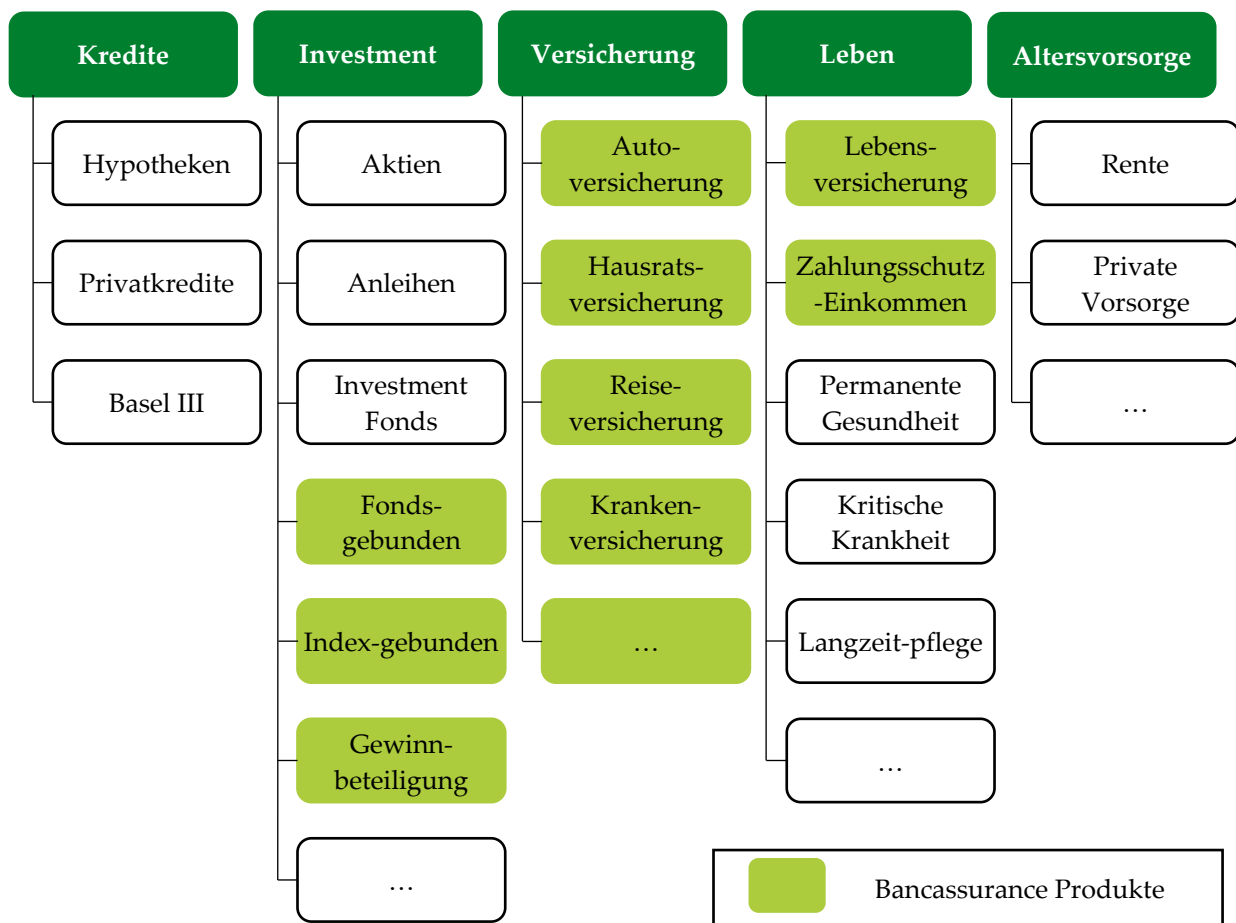 Kredite
Hypotheken
Privatkredite
Basel III
Investment
Aktien
Anleihen
Investment
Fonds
Fonds-
gebunden
Index-gebunden
Gewinn-
beteiligung
…
Versicherung
Auto-
versicherung
Hausrats-
versicherung
Reise-
versicherung
Kranken-
versicherung
…
Leben
Lebens-
versicherung
Zahlungsschutz
-Einkommen
Permanente
Gesundheit
Kritische
Krankheit
Langzeit-pflege
…
Altersvorsorge
Rente
Private
Vorsorge
…
Bancassurance Produkte